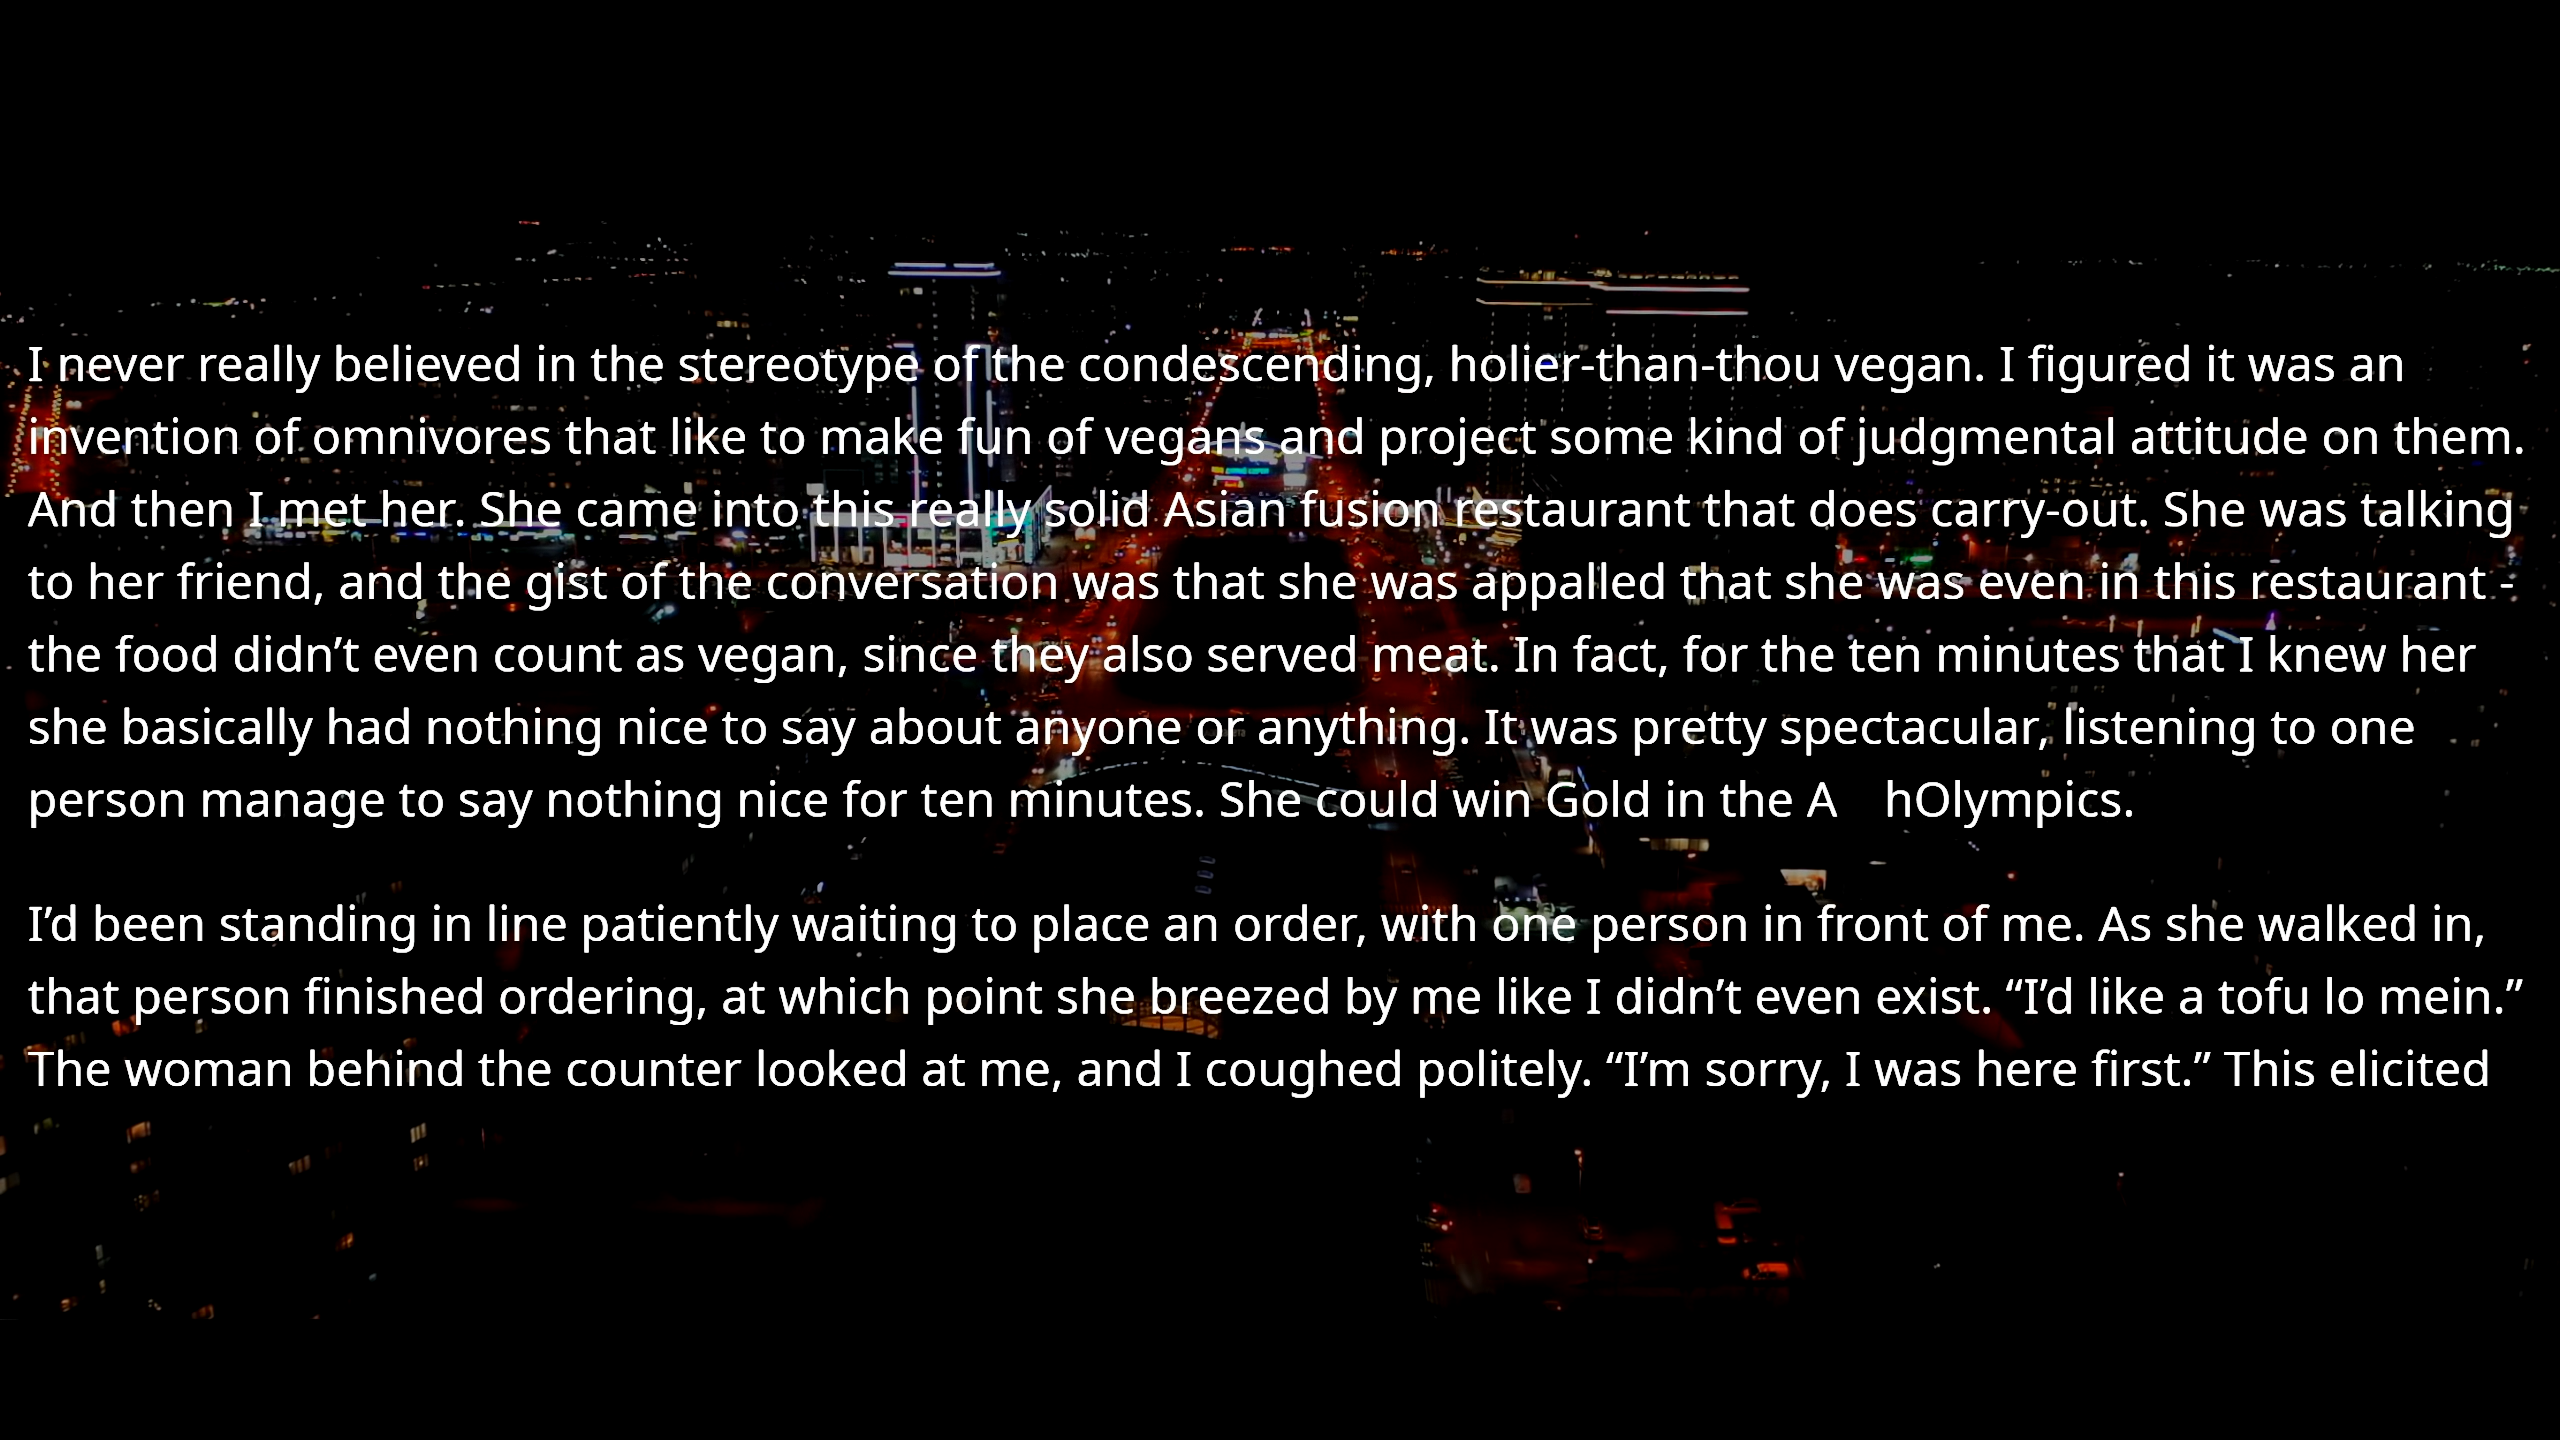 I never really believed in the stereotype of the condescending, holier-than-thou vegan. I figured it was an
invention of omnivores that like to make fun of vegans and project some kind of judgmental attitude on them.
And then I met her. She came into this really solid Asian fusion restaurant that does carry-out. She was talking
to her friend, and the gist of the conversation was that she was appalled that she was even in this restaurant -
the food didn’t even count as vegan, since they also served meat. In fact, for the ten minutes that I knew her
she basically had nothing nice to say about anyone or anything. It was pretty spectacular, listening to one
person manage to say nothing nice for ten minutes. She could win Gold in the A    hOlympics.
I’d been standing in line patiently waiting to place an order, with one person in front of me. As she walked in,
that person finished ordering, at which point she breezed by me like I didn’t even exist. “I’d like a tofu lo mein.”
The woman behind the counter looked at me, and I coughed politely. “I’m sorry, I was here first.” This elicited